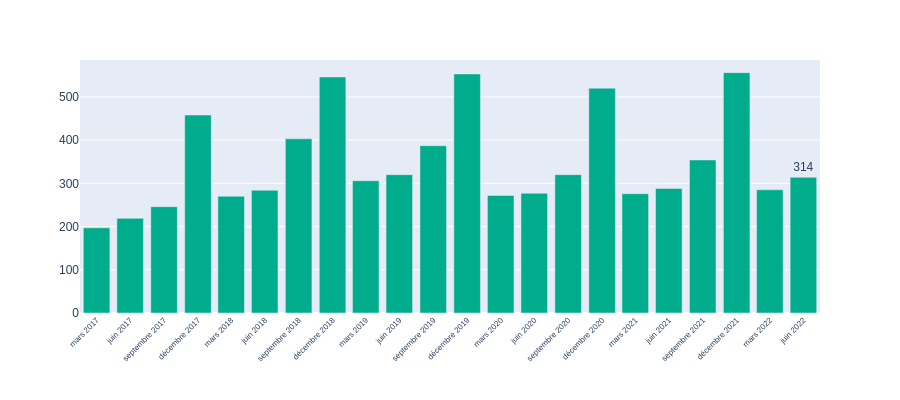 500
400
300
200
100
0
314
mars 2017
juin 2017
septembre 2017
décembre 2017
mars 2018
juin 2018
septembre 2018
décembre 2018
mars 2019
juin 2019
septembre 2019
décembre 2019
mars 2020
juin 2020
septembre 2020
décembre 2020
mars 2021
juin 2021
septembre 2021
décembre 2021
mars 2022
juin 2022